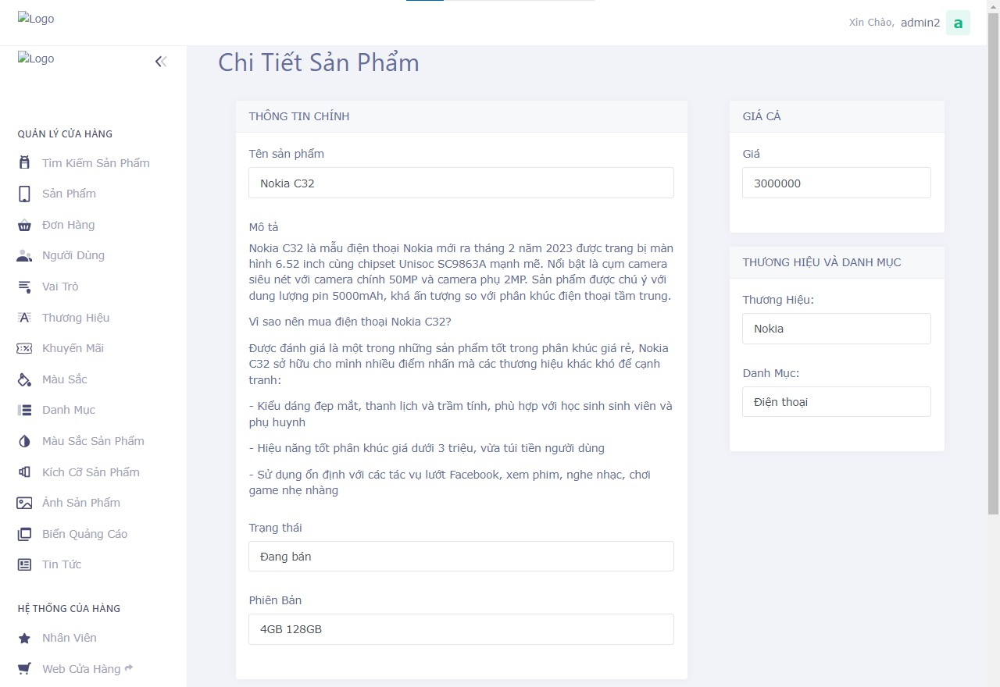 Logo
Xin Chào, admin2 a
Logo
QUẢN LÝ CỬA HÀNG
Tìm Kiếm Sản Phẩm
Sản Phẩm
Đơn Hàng
Người Dùng
Vai Trò
Thương Hiệu
Khuyến Mãi
Màu Sắc
Danh Mục
Màu Sắc Sản Phẩm
Kích Cỡ Sản Phẩm
Ảnh Sản Phẩm
Biển Quảng Cáo
Tin Tức
HỆ THỐNG CỦA HÀNG
Nhân Viên
Web Cửa Hàng
Chi Tiết Sản Phẩm
THÔNG TIN CHÍNH
Tên sản phẩm
Nokia C32
Mô tả
Nokia C32 là mẫu điện thoại Nokia mới ra tháng 2 năm 2023 được trang bị màn
hình 6.52 inch cùng chipset Unisoc SC9863A mạnh mẽ. Nổi bật là cụm camera
siêu nét với camera chính 50MP và camera phụ 2MP. Sản phẩm được chú ý với
dung lượng pin 5000mAh, khá ấn tượng so với phân khúc điện thoại tầm trung.
Vì sao nên mua điện thoại Nokia C32?
Được đánh giá là một trong những sản phẩm tốt trong phân khúc giá rẻ, Nokia
C32 sở hữu cho mình nhiều điểm nhấn mà các thương hiệu khác khó để cạnh
tranh:
- Kiểu dáng đẹp mắt, thanh lịch và trầm tính, phù hợp với học sinh sinh viên và
phụ huynh
- Hiệu năng tốt phân khúc giá dưới 3 triệu, vừa túi tiền người dùng
- Sử dụng ổn định với các tác vụ lướt Facebook, xem phim, nghe nhạc, chơi
game nhẹ nhàng
Trạng thái
Đang bán
Phiên Bản
4GB 128GB
GIÁ CẢ
Giá
3000000
THƯƠNG HIỆU VÀ DANH MỤC
Thương Hiệu:
Nokia
Danh Mục:
Điện thoại